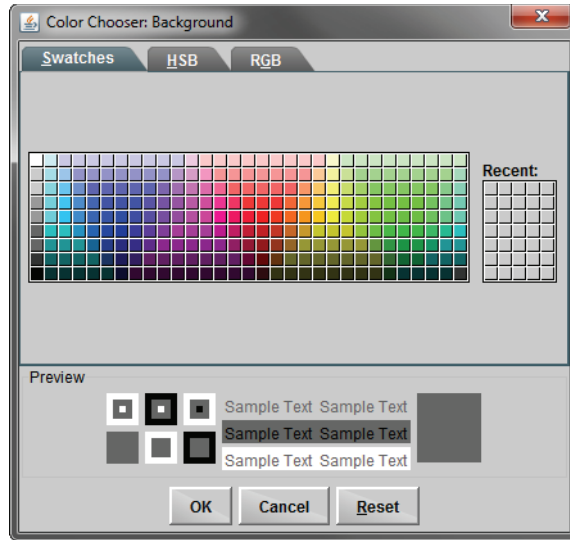 Color Chooser: Background
Swatches HSB RGB
Recent:
Preview
Sample Text Sample Text
Sample Text Sample Text
Sample Text Sample Text
OK Cancel Reset